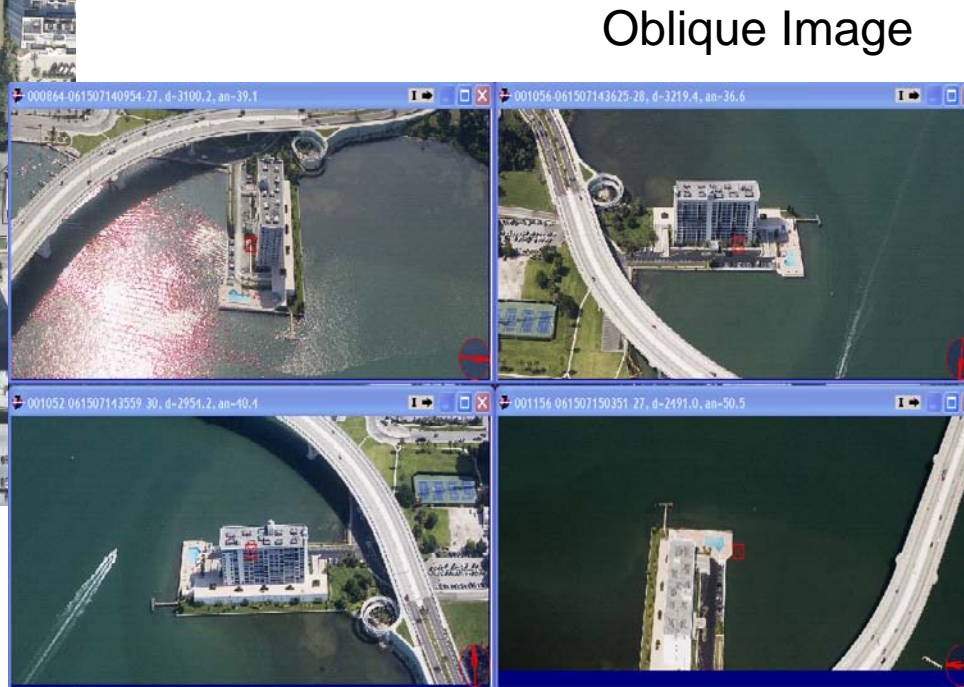 Oblique Image
000864-061507140954-27, d=3100.2, an=39.1
001056-061507143625-28, d=3219.4, an=36.6
001052 061507143559 30, d=2954.2, an=40.4
001156 061507150351 27, d=2491.0, an=50.5